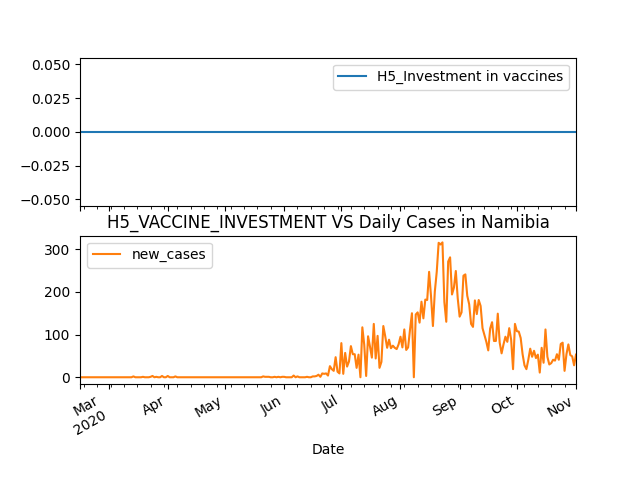 0.050
0.025
0.000
−0.025
−0.050
H5_Investment in vaccines
H5_VACCINE_INVESTMENT VS Daily Cases in Namibia
300
200
100
0
new_cases
Mar
2020
Apr
May
Jun
Jul
Aug
Sep
Oct
Nov
Date